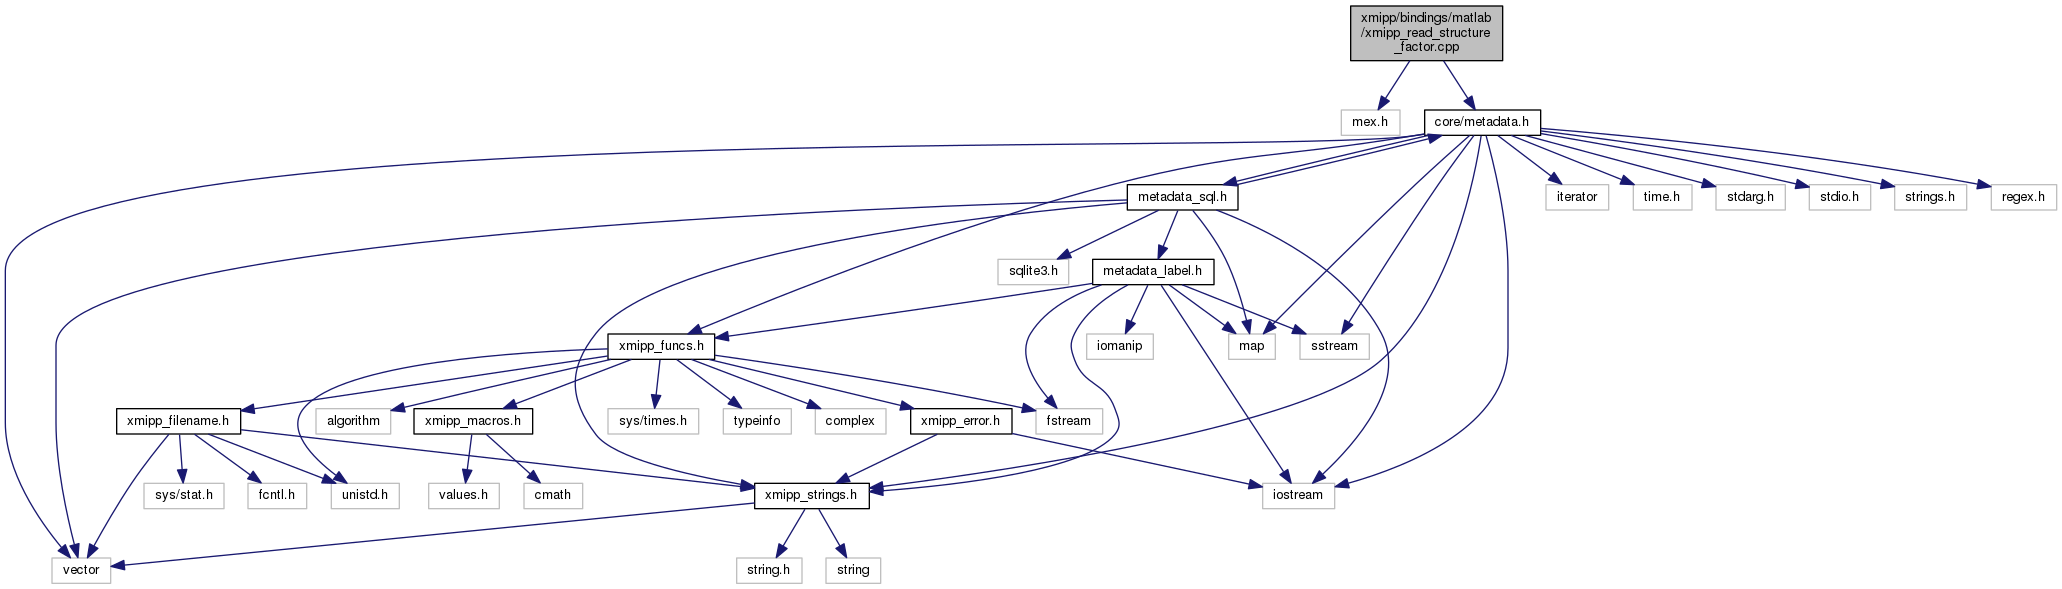 xmipp/bindings/matlab
/xmipp_read_structure
_factor.cpp
mex.h
core/metadata.h
metadata_sql.h
iterator
time.h
stdarg.h
stdio.h
strings.h
regex.h
sqlite3.h
metadata_label.h
xmipp_funcs.h
iomanip
map
sstream
xmipp_filename.h
algorithm
xmipp_macros.h
sys/times.h
typeinfo
complex
xmipp_error.h
fstream
sys/stat.h
fcntl.h
unistd.h
values.h
cmath
xmipp_strings.h
iostream
vector
string.h
string